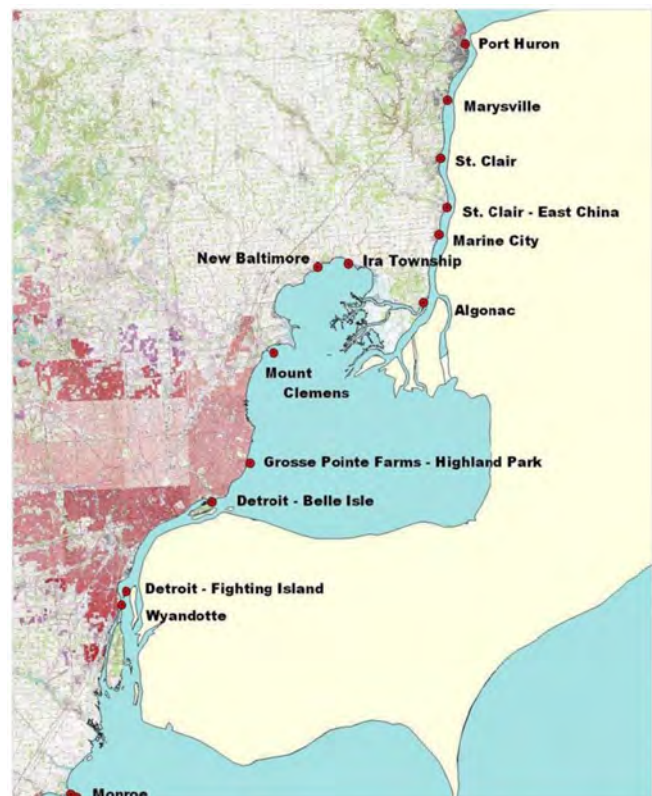 Port Huron
Marysville
St. Clair
St. Clair - East China
Marine City
New Baltimore
Ira Township
Algonac
Mount
Clemens
Grosse Pointe Farms - Highland Park
Detroit - Belle Isle
Detroit - Fighting Island
Wyandotte
Monroe